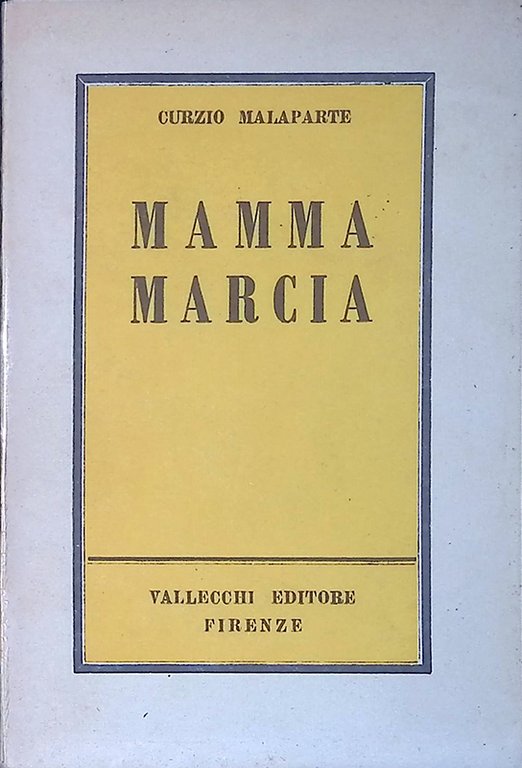 CURZIO MALAPARTE
MAMMA
MARCIA
VALLECCHI EDITORE
FIRENZE